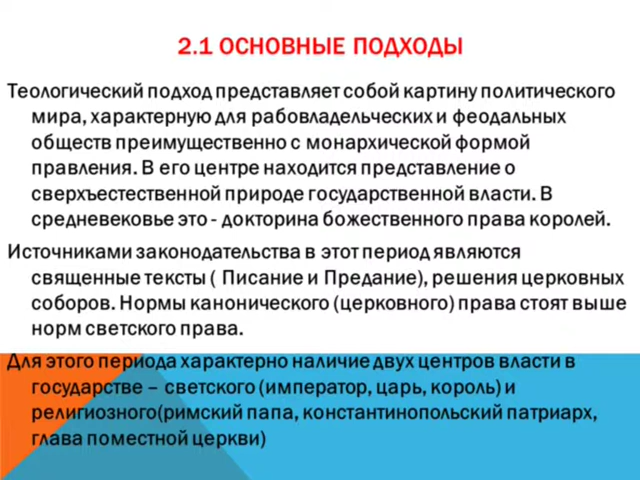 2.1 ОСНОВНЫЕ ПОДХОДЫ
Теологический подход представляет собой картину политического
мира, характерную для рабовладельческих и феодальных
обществ преимущественно с монархической формой
правления. В его центре находится представление о
сверхъестественной природе государственной власти. В
средневековье это - докторина божественного права королей.
Источниками законодательства в этот период являются
священные тексты ( Писание и Предание), решения церковных
соборов. Нормы канонического (церковного) права стоят выше
норм светского права.
Для этого периода характерно наличие двух центров власти в
государстве – светского (император, царь, король) и
религиозного(римский папа, константинопольский патриарх,
глава поместной церкви)